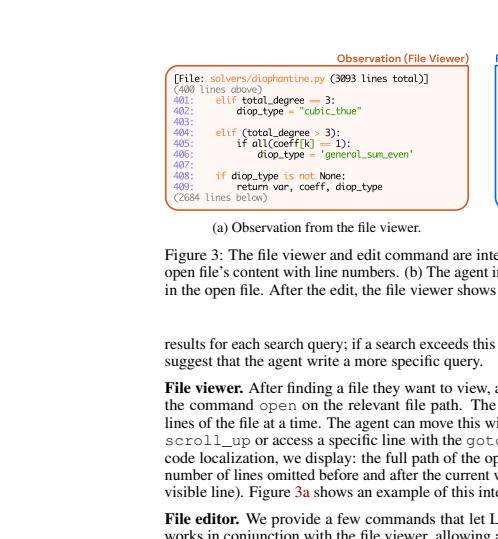 Observation (File Viewer)
[File: solvers/diophantine.py (3093 lines total)]
(400 lines above)
401: elif total_degree == 3:
402: diop_type = "cubic_thue"
403:
404: elif (total_degree > 3):
405: if all(coeff[k] == 1):
406: diop_type = 'general_sum_even'
407:
408: if diop_type is not None:
409: return var, coeff, diop_type
(2684 lines below)
(a) Observation from the file viewer.
Figure 3: The file viewer and edit command are inte
open file's content with line numbers. (b) The agent in
in the open file. After the edit, the file viewer shows
results for each search query; if a search exceeds this
suggest that the agent write a more specific query.
File viewer. After finding a file they want to view, a
the command open on the relevant file path. The
lines of the file at a time. The agent can move this wi
scroll_up or access a specific line with the goto
code localization, we display: the full path of the op
number of lines omitted before and after the current w
visible line). Figure 3a shows an example of this inte
File editor. We provide a few commands that let L
works in conjunction with the file viewer, allowing a